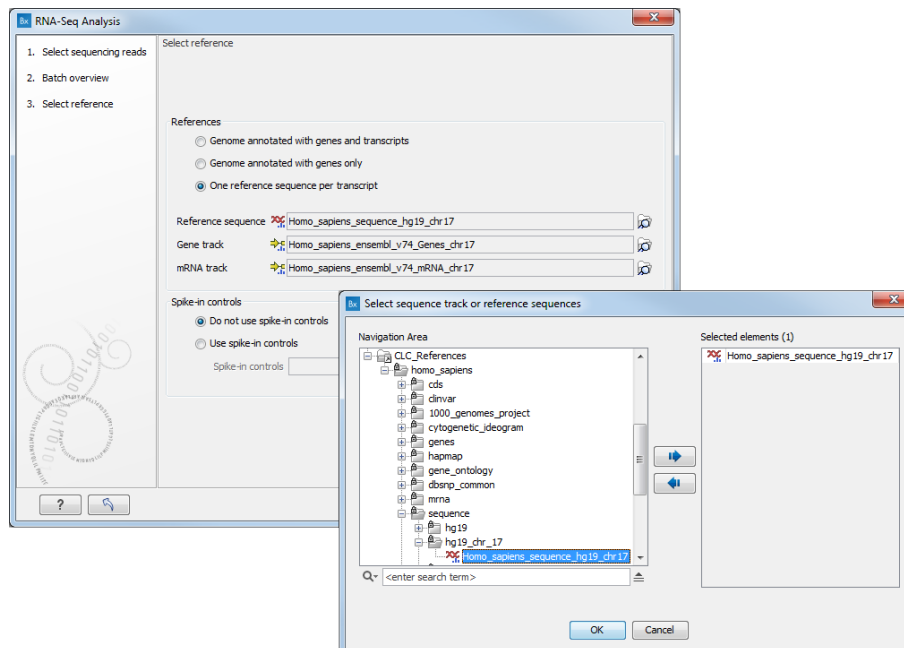 Bx RNA-Seq Analysis
1. Select sequencing reads
2. Batch overview
3. Select reference
Select reference
References
Genome annotated with genes and transcripts
Genome annotated with genes only
One reference sequence per transcript
Reference sequence Homo_sapiens_sequence_hg19_chr17
Gene track Homo_sapiens_ensembl_v74_Genes_chr17
mRNA track Homo_sapiens_ensembl_v74_mRNA_chr17
Spike-in controls
Do not use spike-in controls
Use spike-in controls
Spike-in controls
?
Bx Select sequence track or reference sequences
Navigation Area
CLC_References
homo_sapiens
cds
clinvar
1000_genomes_project
cytogenetic_ideogram
genes
hapmap
gene_ontology
dbsnp_common
mrna
sequence
hg19
hg19_chr_17
Homo_sapiens_sequence_hg19_chr17
<enter search term>
Selected elements (1)
Homo_sapiens_sequence_hg19_chr17
OK Cancel